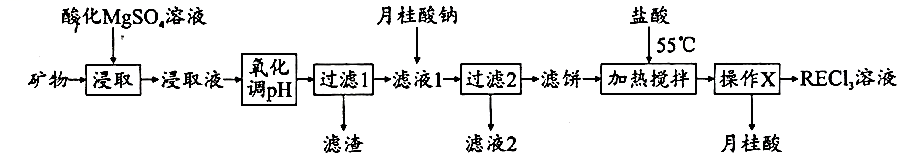 酸化MgSO₄溶液 月桂酸钠 盐酸
55℃
矿物 浸取 浸取液 氧化调pH 过滤1 滤液1 过滤2 滤饼 加热搅拌 操作X RECl₃溶液
滤渣 滤液2 月桂酸